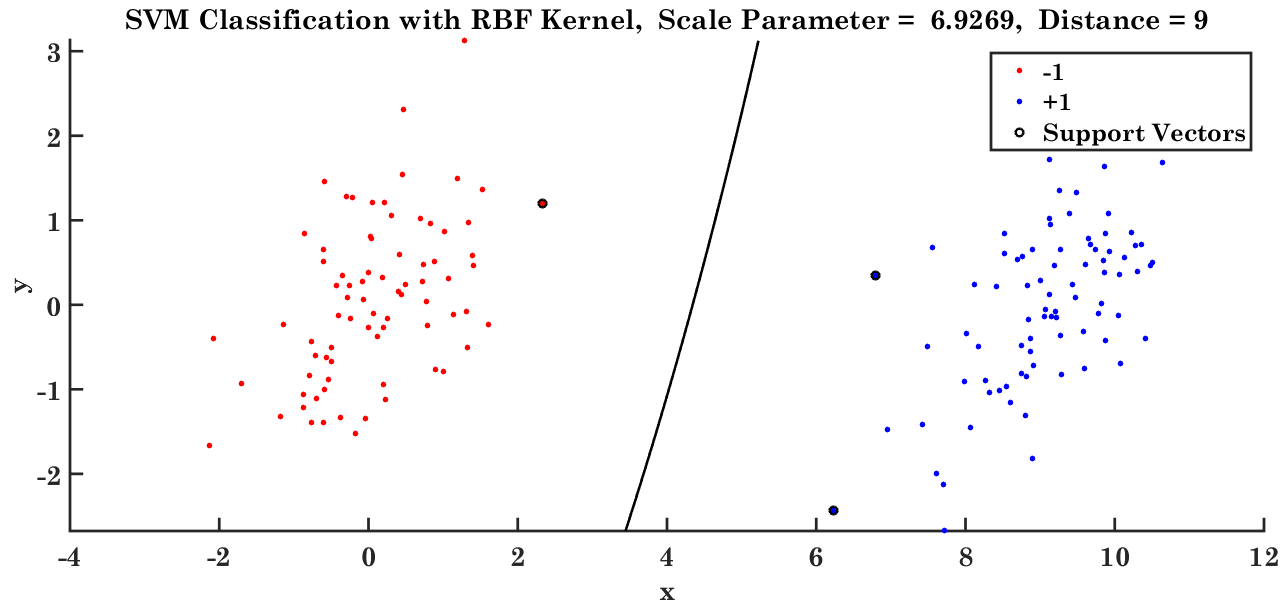 SVM Classification with RBF Kernel, Scale Parameter = 6.9269, Distance = 9
3
2
1
0
-1
-2
y
-1
+1
Support Vectors
-4 -2 0 2 4 6 8 10 12
x